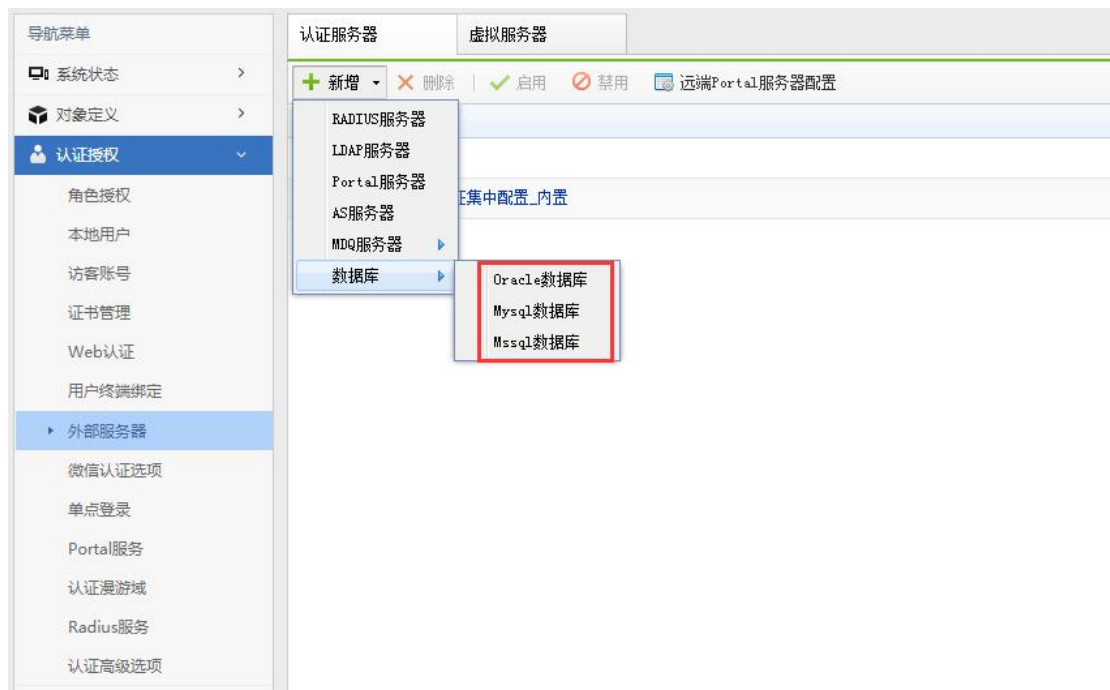 导航菜单
系统状态
对象定义
认证授权
角色授权
本地用户
访客账号
证书管理
Web认证
用户终端绑定
外部服务器
微信认证选项
单点登录
Portal服务
认证漫游域
Radius服务
认证高级选项
认证服务器 虚拟服务器
新增 删除 启用 禁用 远端Portal服务器配置
RADIUS服务器
LDAP服务器
Portal服务器
AS服务器
MDQ服务器
数据库
证集中配置_内置
Oracle数据库
Mysql数据库
Mssql数据库